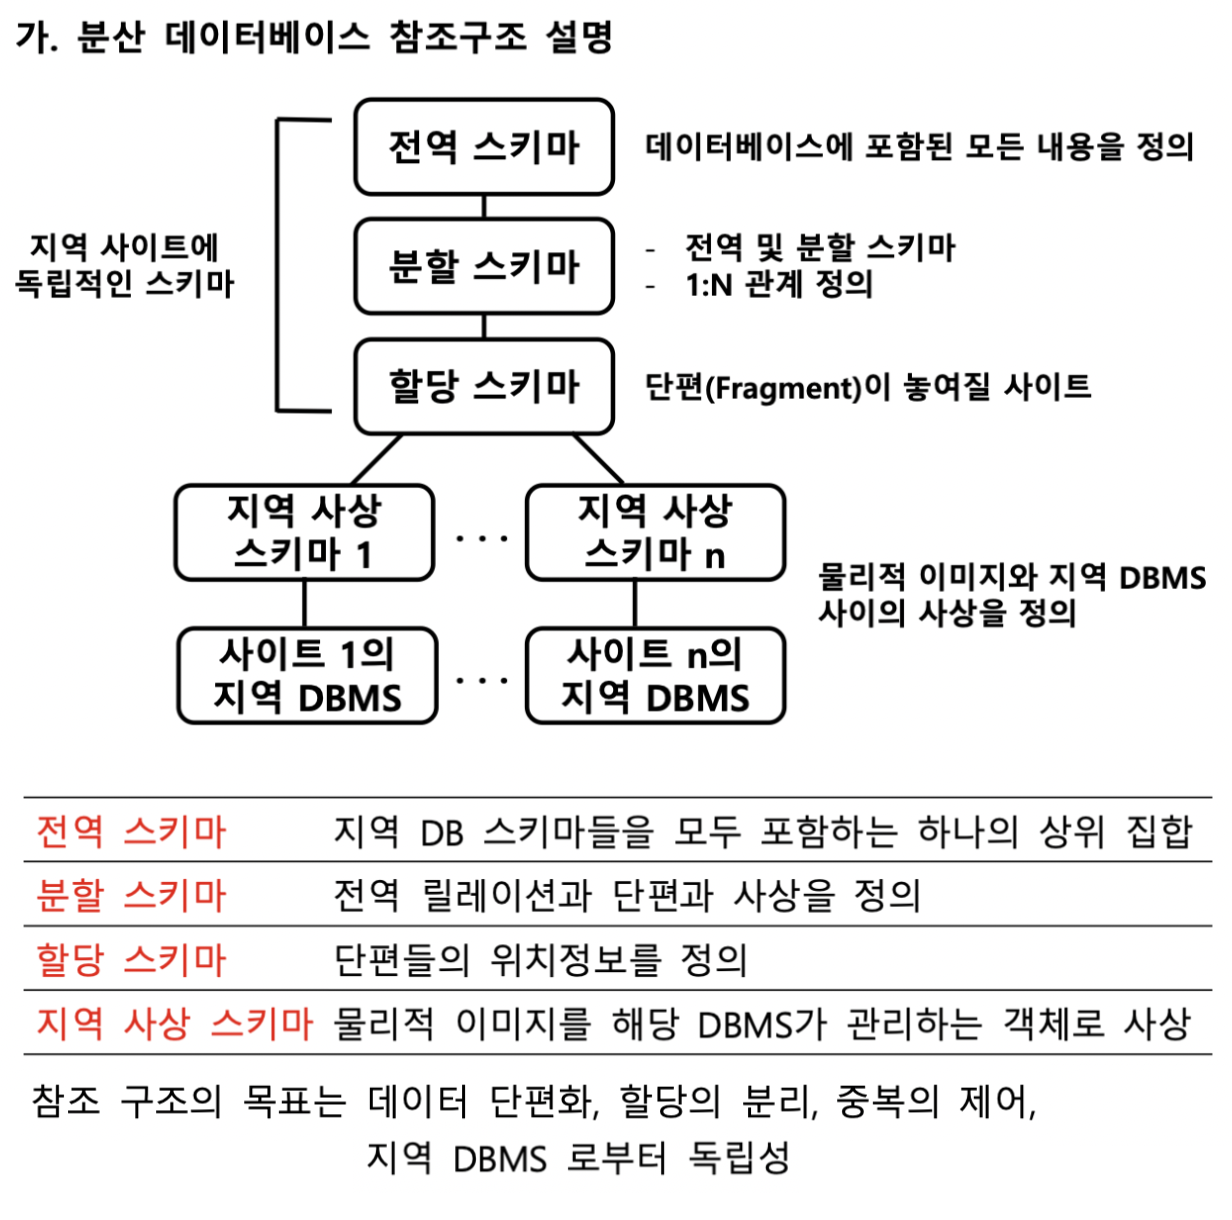 가. 분산 데이터베이스 참조구조 설명
전역 스키마
데이터베이스에 포함된 모든 내용을 정의
지역 사이트에
독립적인 스키마
분할 스키마
- 전역 및 분할 스키마
- 1:N 관계 정의
할당 스키마
단편(Fragment)이 놓여질 사이트
지역 사상
스키마 1
. . .
지역 사상
스키마 n
물리적 이미지와 지역 DBMS
사이의 사상을 정의
사이트 1의
지역 DBMS
. . .
사이트 n의
지역 DBMS
전역 스키마 지역 DB 스키마들을 모두 포함하는 하나의 상위 집합
분할 스키마 전역 릴레이션과 단편과 사상을 정의
할당 스키마 단편들의 위치정보를 정의
지역 사상 스키마 물리적 이미지를 해당 DBMS가 관리하는 객체로 사상
참조 구조의 목표는 데이터 단편화, 할당의 분리, 중복의 제어,
지역 DBMS 로부터 독립성